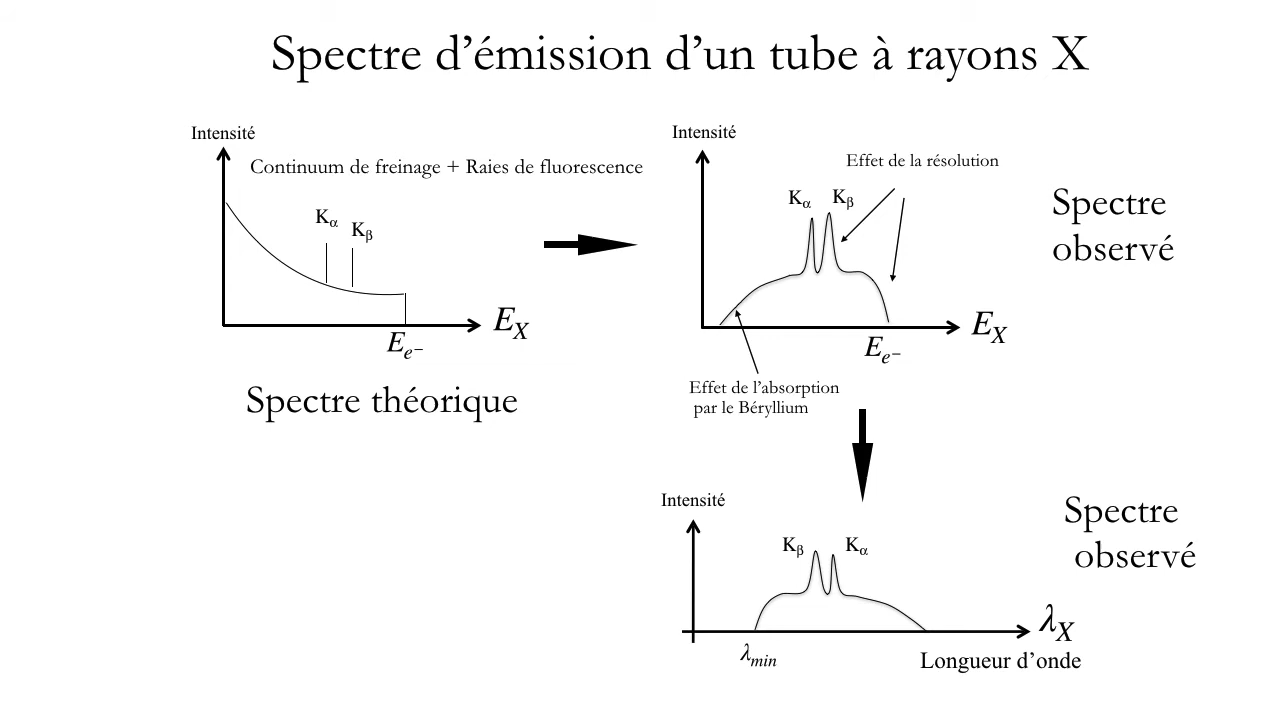 Spectre d’émission d’un tube à rayons X
Intensité
Continuum de freinage + Raies de fluorescence
Kα
Kβ
E_X
E_e⁻
Spectre théorique
Intensité
Effet de la résolution
Kα
Kβ
E_X
E_e⁻
Spectre
observé
Effet de l’absorption
par le Béryllium
Intensité
Kβ
Kα
λ_X
λ_min
Longueur d’onde
Spectre
observé